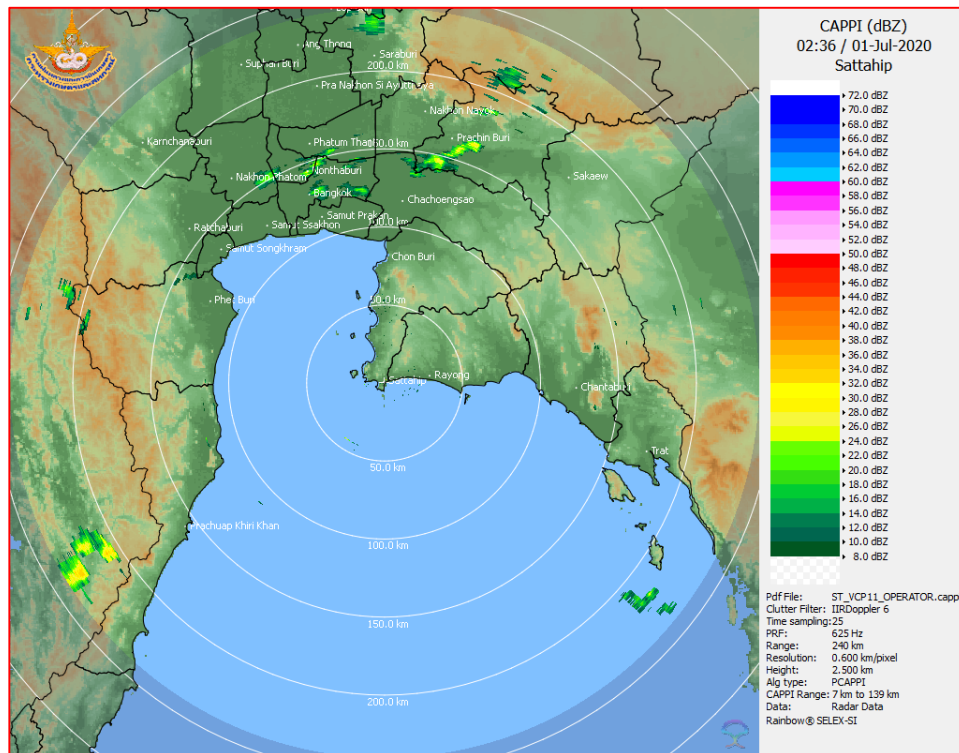 CAPPI (dBZ)
02:36 / 01-Jul-2020
Sattahip
72.0 dBZ
70.0 dBZ
68.0 dBZ
66.0 dBZ
64.0 dBZ
62.0 dBZ
60.0 dBZ
58.0 dBZ
56.0 dBZ
54.0 dBZ
52.0 dBZ
50.0 dBZ
48.0 dBZ
46.0 dBZ
44.0 dBZ
42.0 dBZ
40.0 dBZ
38.0 dBZ
36.0 dBZ
34.0 dBZ
32.0 dBZ
30.0 dBZ
28.0 dBZ
26.0 dBZ
24.0 dBZ
22.0 dBZ
20.0 dBZ
18.0 dBZ
16.0 dBZ
14.0 dBZ
12.0 dBZ
10.0 dBZ
8.0 dBZ
Pdf File: ST_VCP11_OPERATOR.capp
Clutter Filter: IIRDoppler 6
Time sampling:25
PRF: 625 Hz
Range: 240 km
Resolution: 0.600 km/pixel
Height: 2.500 km
Alg type: PCAPPI
CAPPI Range: 7 km to 139 km
Data: Radar Data
Rainbow® SELEX-SI
Ang Thong
Saraburi
Suphan Buri
200.0 km
Pra Nakhon Si Ayuttraya
Nakhon Nayok
Karnchanaburi
Phatum Thani
Prachin Buri
Nonthaburi
Nakhon Phatom
Sakaew
Bangkok
Chachoengsao
Samut Prakan
Ratchaburi
Samut Ssakhon
Samut Songkhram
Chon Buri
Phet Buri
Rayong
Sattahip
Chantaburi
Trat
50.0 km
Prachuap Khiri Khan
100.0 km
150.0 km
200.0 km